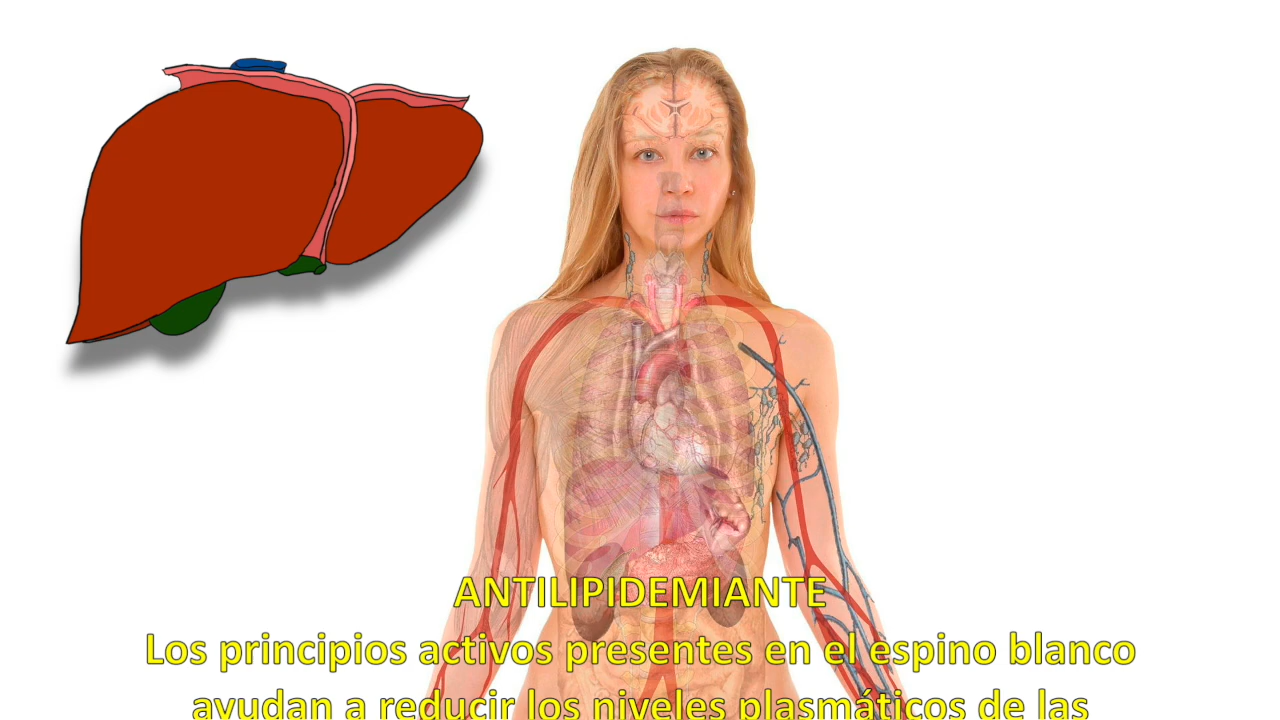 ANTILIPIDEMIANTE
Los principios activos presentes en el espino blanco
ayudan a reducir los niveles plasmáticos de las